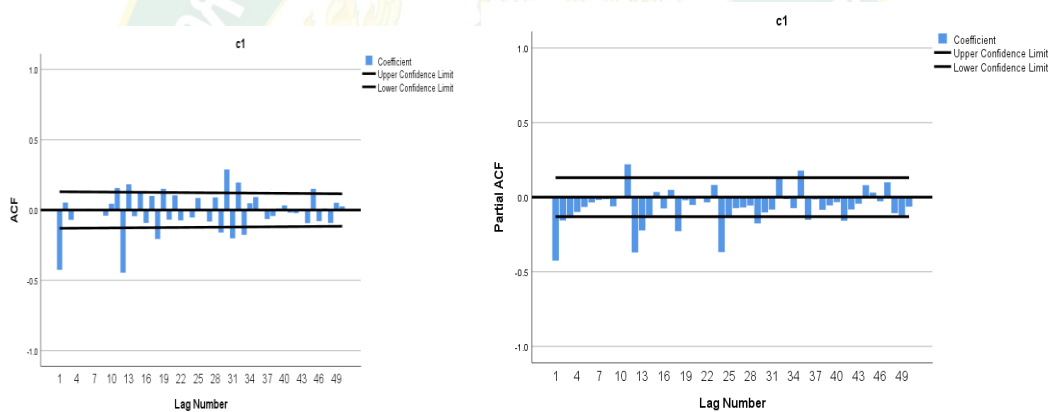 c1
Coefficient
Upper Confidence Limit
Lower Confidence Limit
1.0
0.5
0.0
-0.5
-1.0
ACF
1 4 7 10 13 16 19 22 25 28 31 34 37 40 43 46 49
Lag Number
c1
Coefficient
Upper Confidence Limit
Lower Confidence Limit
1.0
0.5
0.0
-0.5
-1.0
Partial ACF
1 4 7 10 13 16 19 22 25 28 31 34 37 40 43 46 49
Lag Number